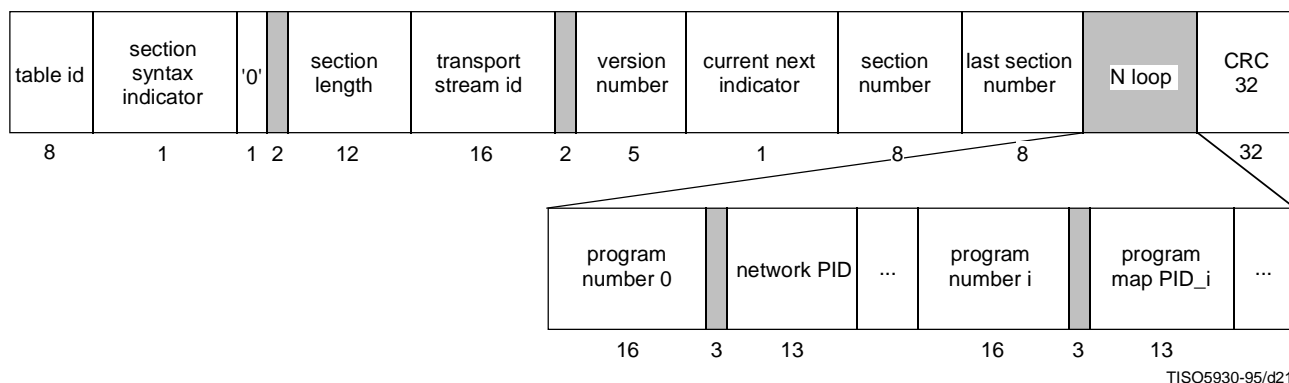 table id
section
syntax
indicator
'0'
section
length
transport
stream id
version
number
current next
indicator
section
number
last section
number
N loop
CRC
32
8
1
1
2
12
16
2
5
1
8
8
32
program
number 0
network PID
...
program
number i
program
map PID_i
...
16
3
13
16
3
13
TISO5930-95/d21